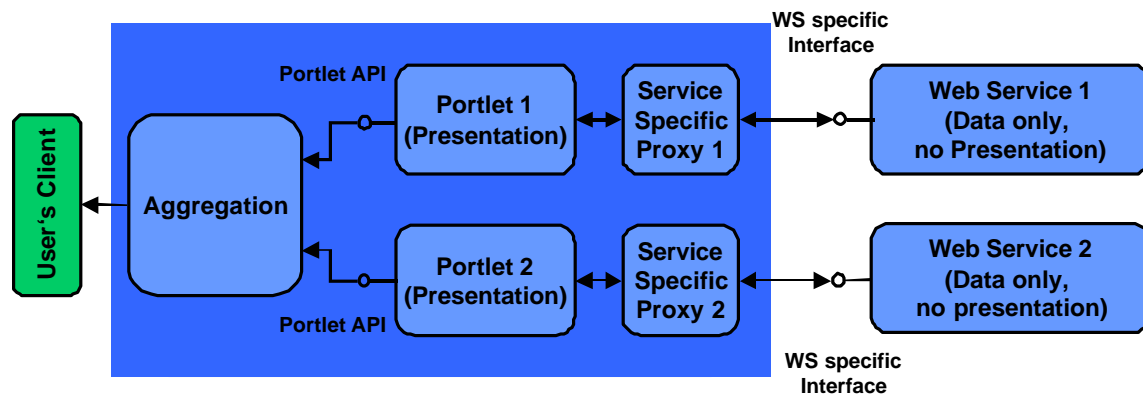 WS specific
Interface
Portlet API
User‘s Client
Aggregation
Portlet 1
(Presentation)
Service
Specific
Proxy 1
Web Service 1
(Data only,
no Presentation)
Portlet 2
(Presentation)
Service
Specific
Proxy 2
Web Service 2
(Data only,
no presentation)
Portlet API
WS specific
Interface